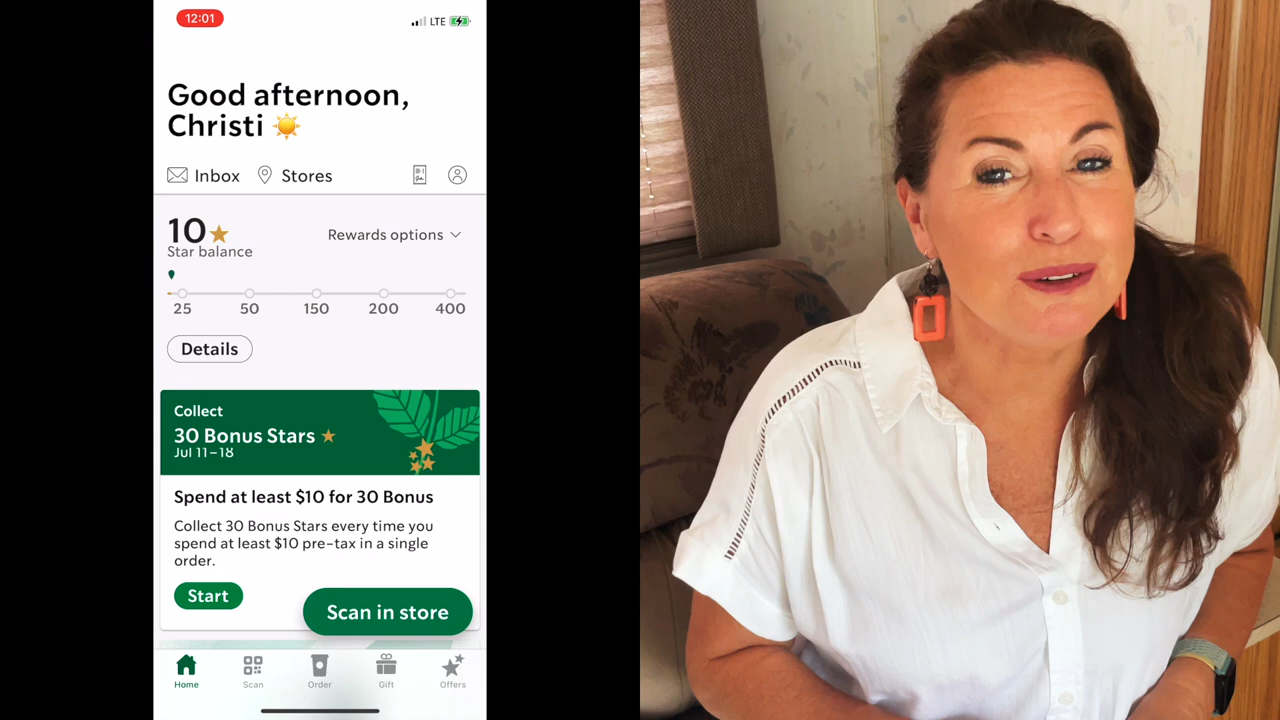 12:01
LTE
Good afternoon,
Christi
Inbox
Stores
10
Star balance
Rewards options
25 50 150 200 400
Details
Collect
30 Bonus Stars
Jul 11-18
Spend at least $10 for 30 Bonus
Collect 30 Bonus Stars every time you
spend at least $10 pre-tax in a single
order.
Start
Scan in store
Home
Scan
Order
Gift
Offers